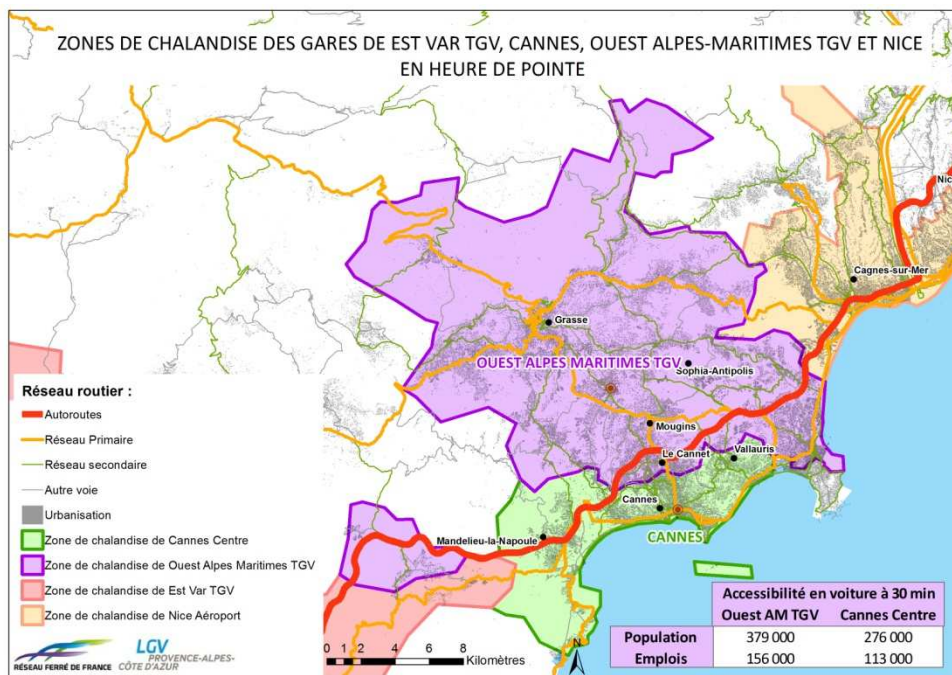 ZONES DE CHALANDISE DES GARES DE EST VAR TGV, CANNES, OUEST ALPES-MARITIMES TGV ET NICE
EN HEURE DE POINTE
Nic
Cagnes-sur-Mer
Grasse
OUEST ALPES MARITIMES TGV
Sophia-Antipolis
Mougins
Le Cannet
Vallauris
Cannes
CANNES
Mandelieu-la-Napoule
Réseau routier :
Autoroutes
Réseau Primaire
Réseau secondaire
Autre voie
Urbanisation
Zone de chalandise de Cannes Centre
Zone de chalandise de Ouest Alpes Maritimes TGV
Zone de chalandise de Est Var TGV
Zone de chalandise de Nice Aéroport
RÉSEAU FERRÉ DE FRANCE
LGV
PROVENCE-ALPES-
CÔTE D'AZUR
0 1 2 4 6 8
Kilomètres
N
Accessibilité en voiture à 30 min
Ouest AM TGV Cannes Centre
Population 379 000 276 000
Emplois 156 000 113 000